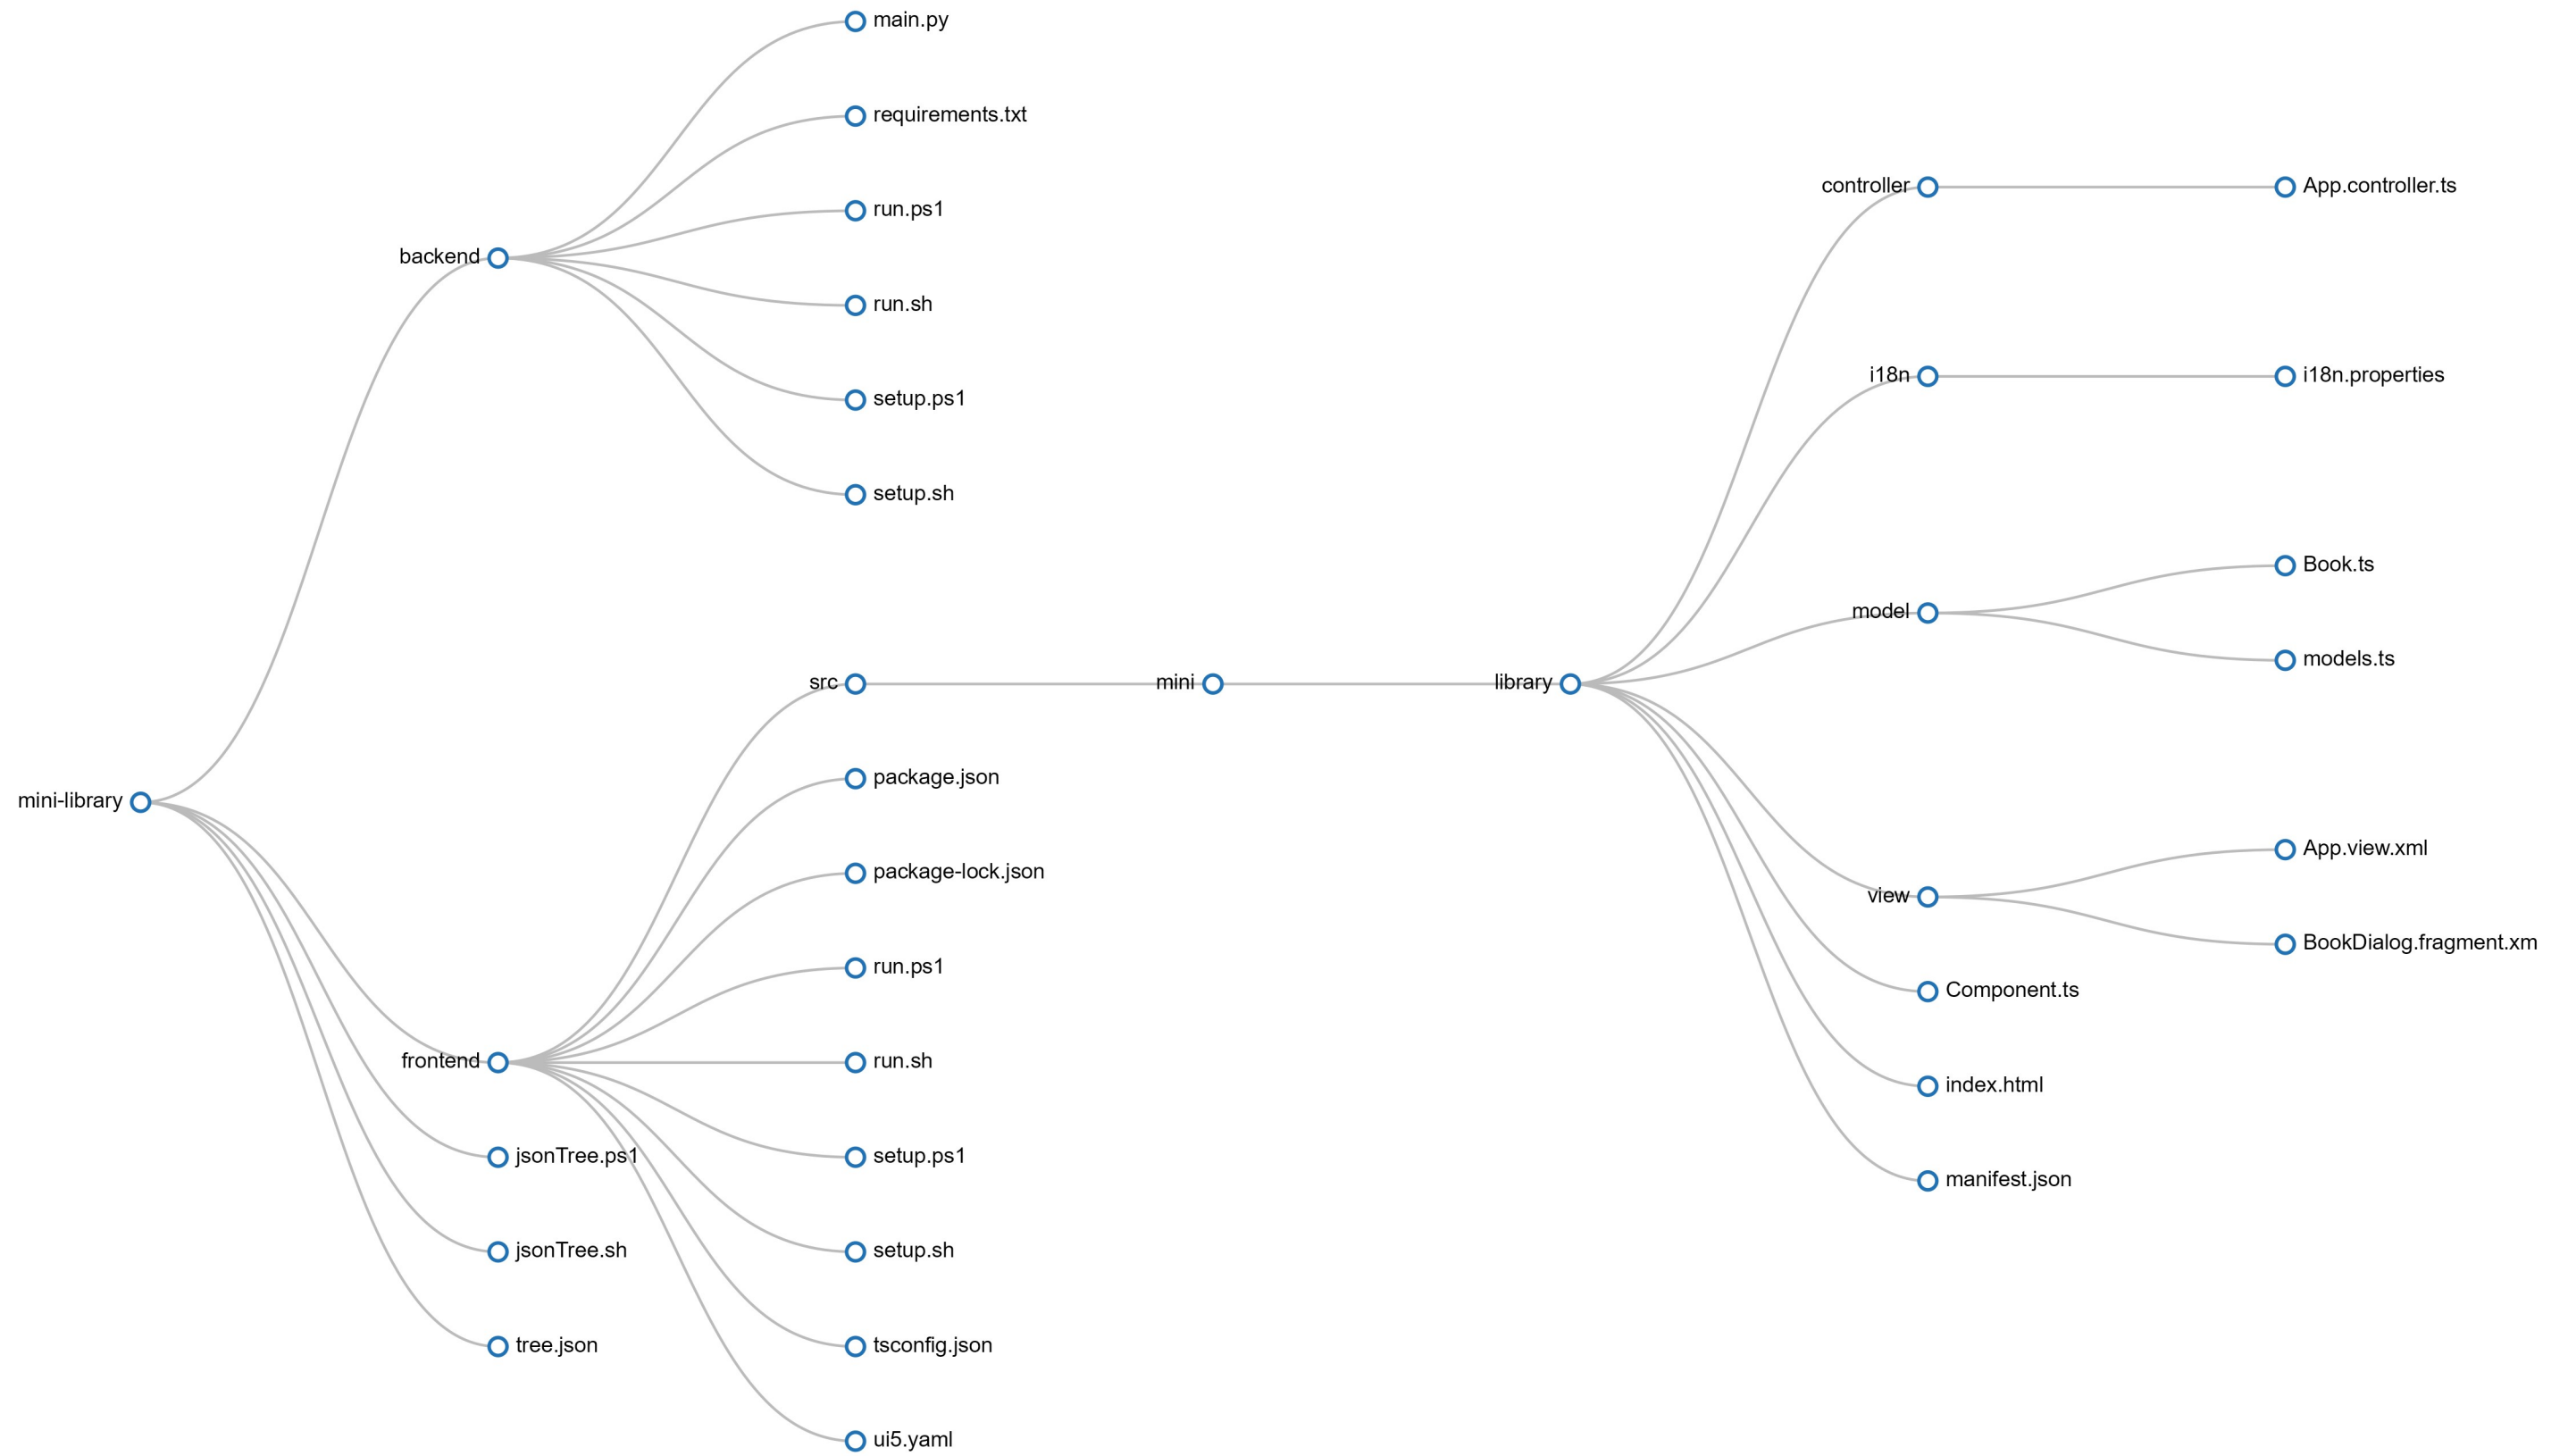 main.py
requirements.txt
run.ps1
backend
run.sh
setup.ps1
setup.sh
mini-library
src
mini
library
package.json
package-lock.json
run.ps1
frontend
run.sh
jsonTree.ps1
setup.ps1
jsonTree.sh
setup.sh
tree.json
tsconfig.json
ui5.yaml
controller
App.controller.ts
i18n
i18n.properties
model
Book.ts
models.ts
view
App.view.xml
BookDialog.fragment.xm
Component.ts
index.html
manifest.json